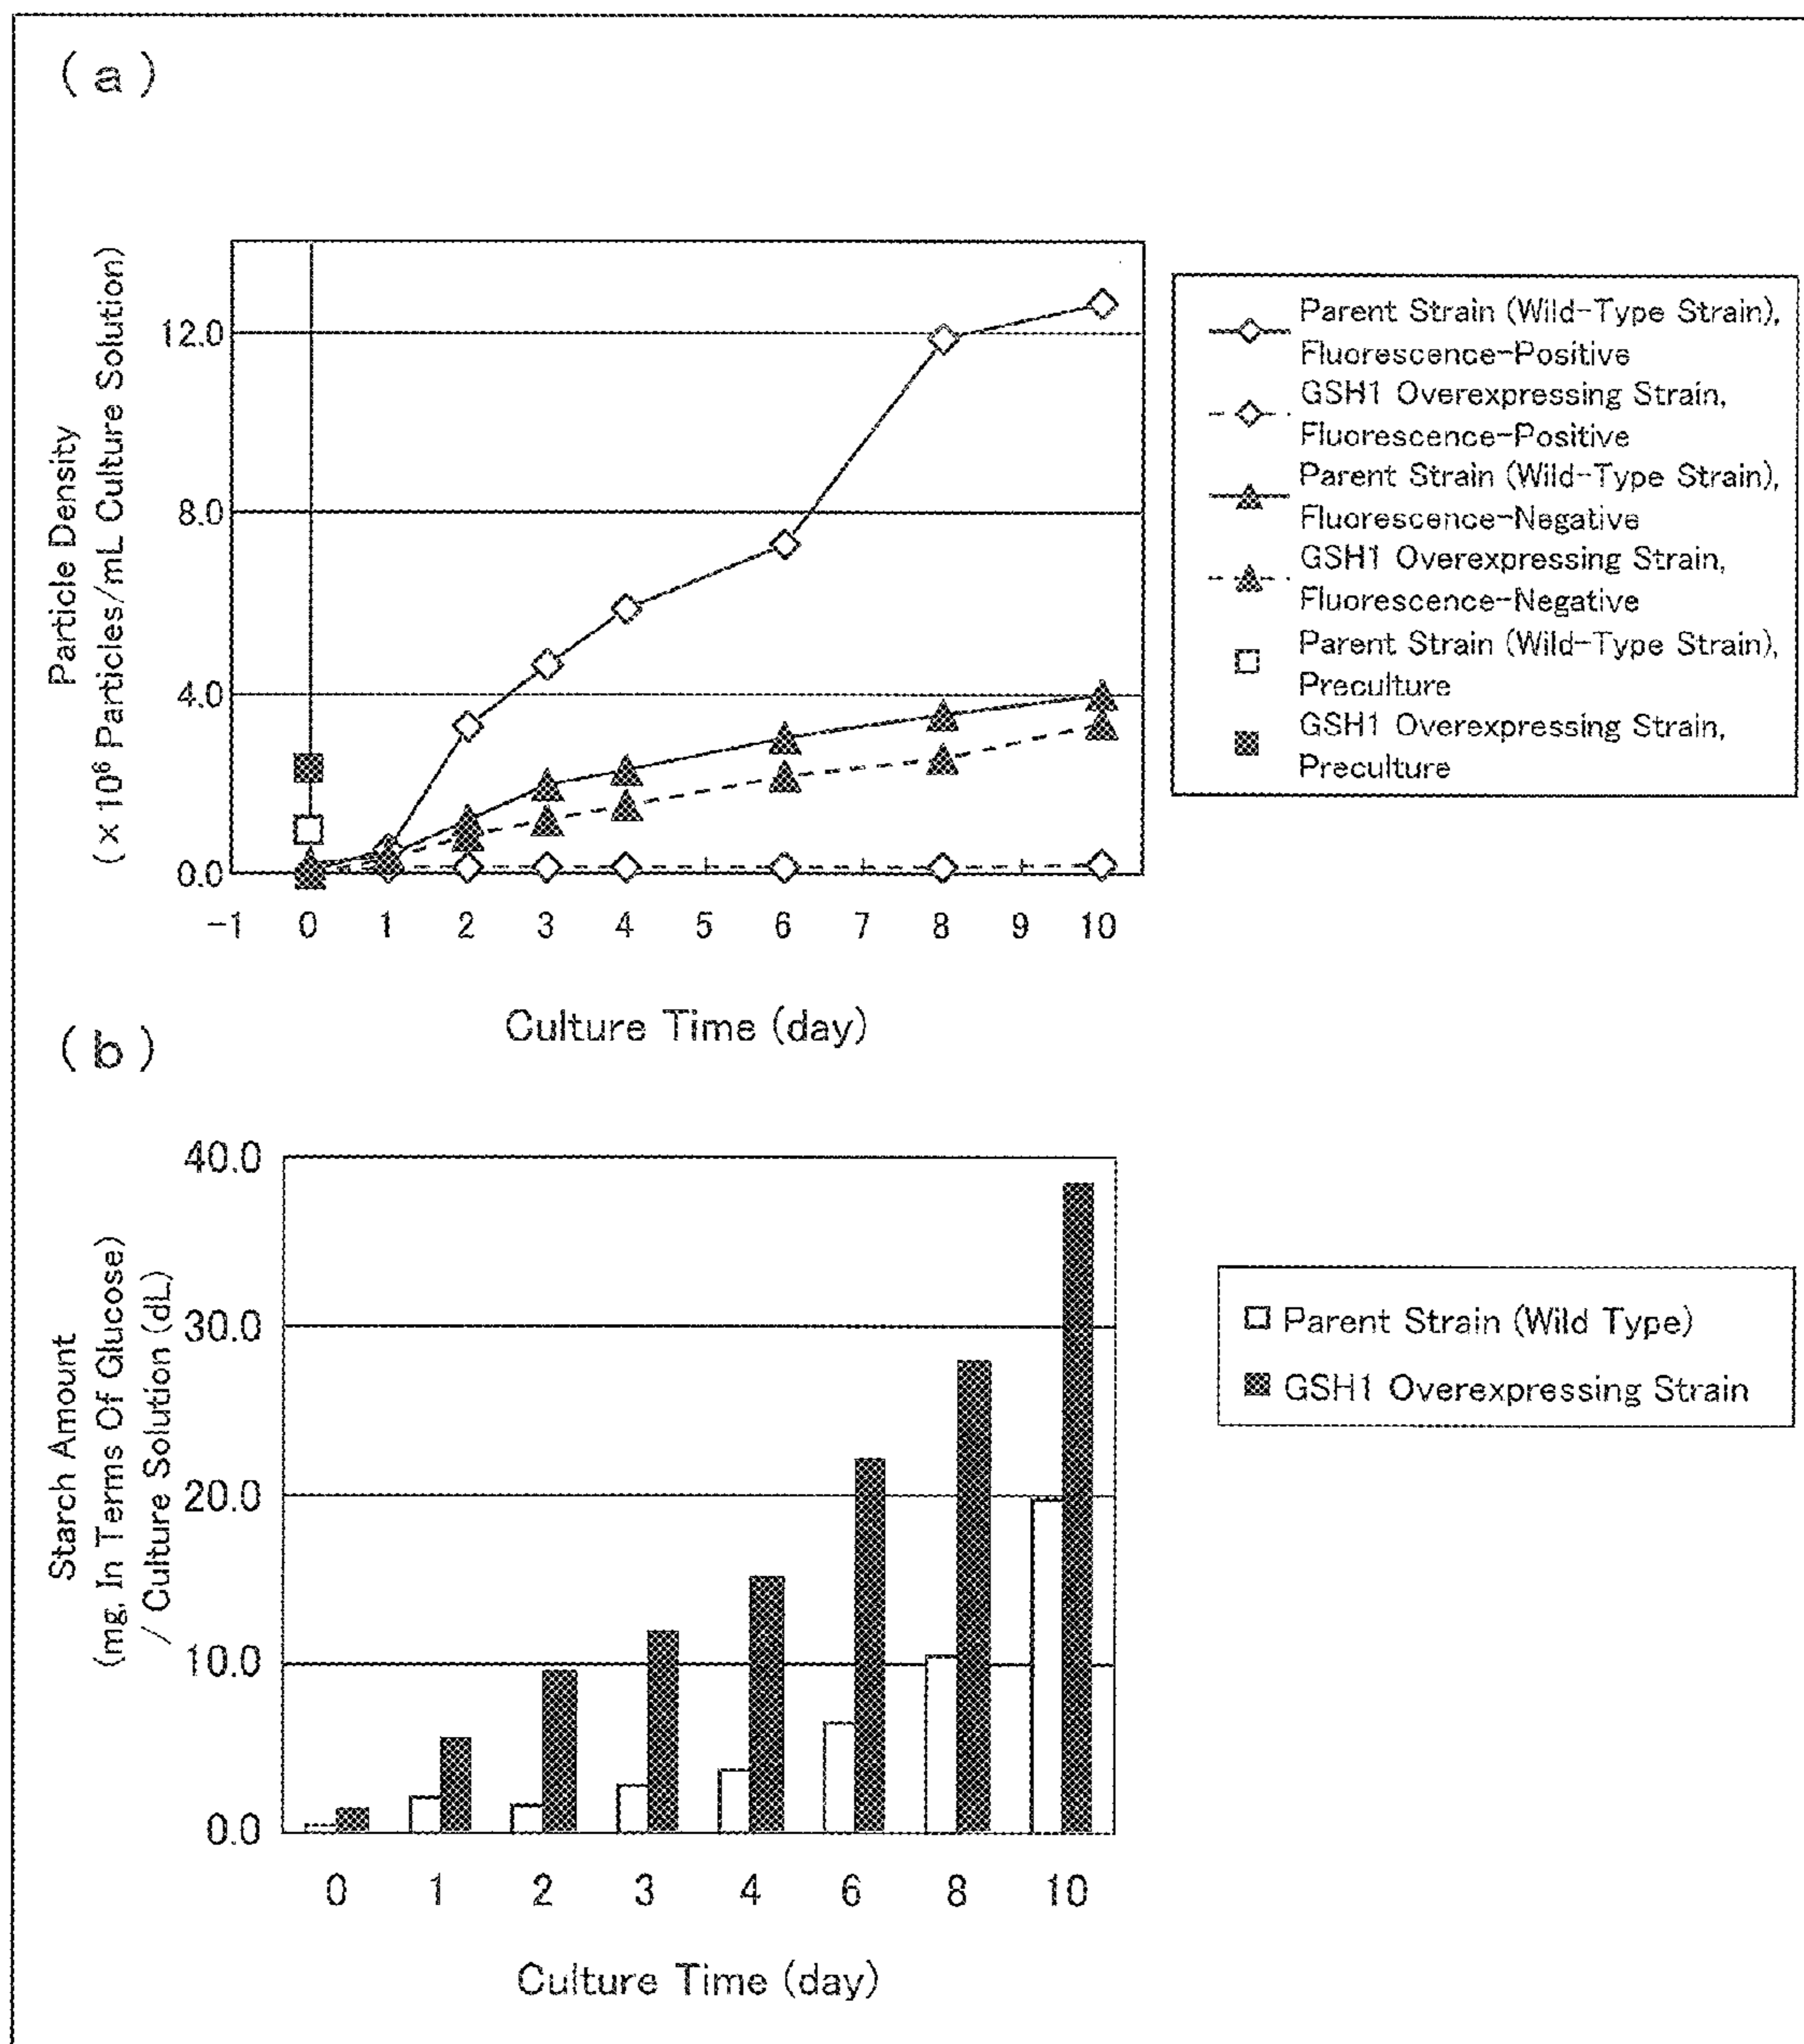 ( a )
Particle Density
( × 10⁶ Particles/mL Culture Solution)
12.0
8.0
4.0
0.0
-1 0 1 2 3 4 5 6 7 8 9 10
Culture Time (day)
Parent Strain (Wild-Type Strain),
Fluorescence-Positive
GSH1 Overexpressing Strain,
Fluorescence-Positive
Parent Strain (Wild-Type Strain),
Fluorescence-Negative
GSH1 Overexpressing Strain,
Fluorescence-Negative
Parent Strain (Wild-Type Strain),
Preculture
GSH1 Overexpressing Strain,
Preculture
( b )
Starch Amount
(mg, In Terms Of Glucose)
/ Culture Solution (dL)
40.0
30.0
20.0
10.0
0.0
0 1 2 3 4 6 8 10
Culture Time (day)
Parent Strain (Wild Type)
GSH1 Overexpressing Strain